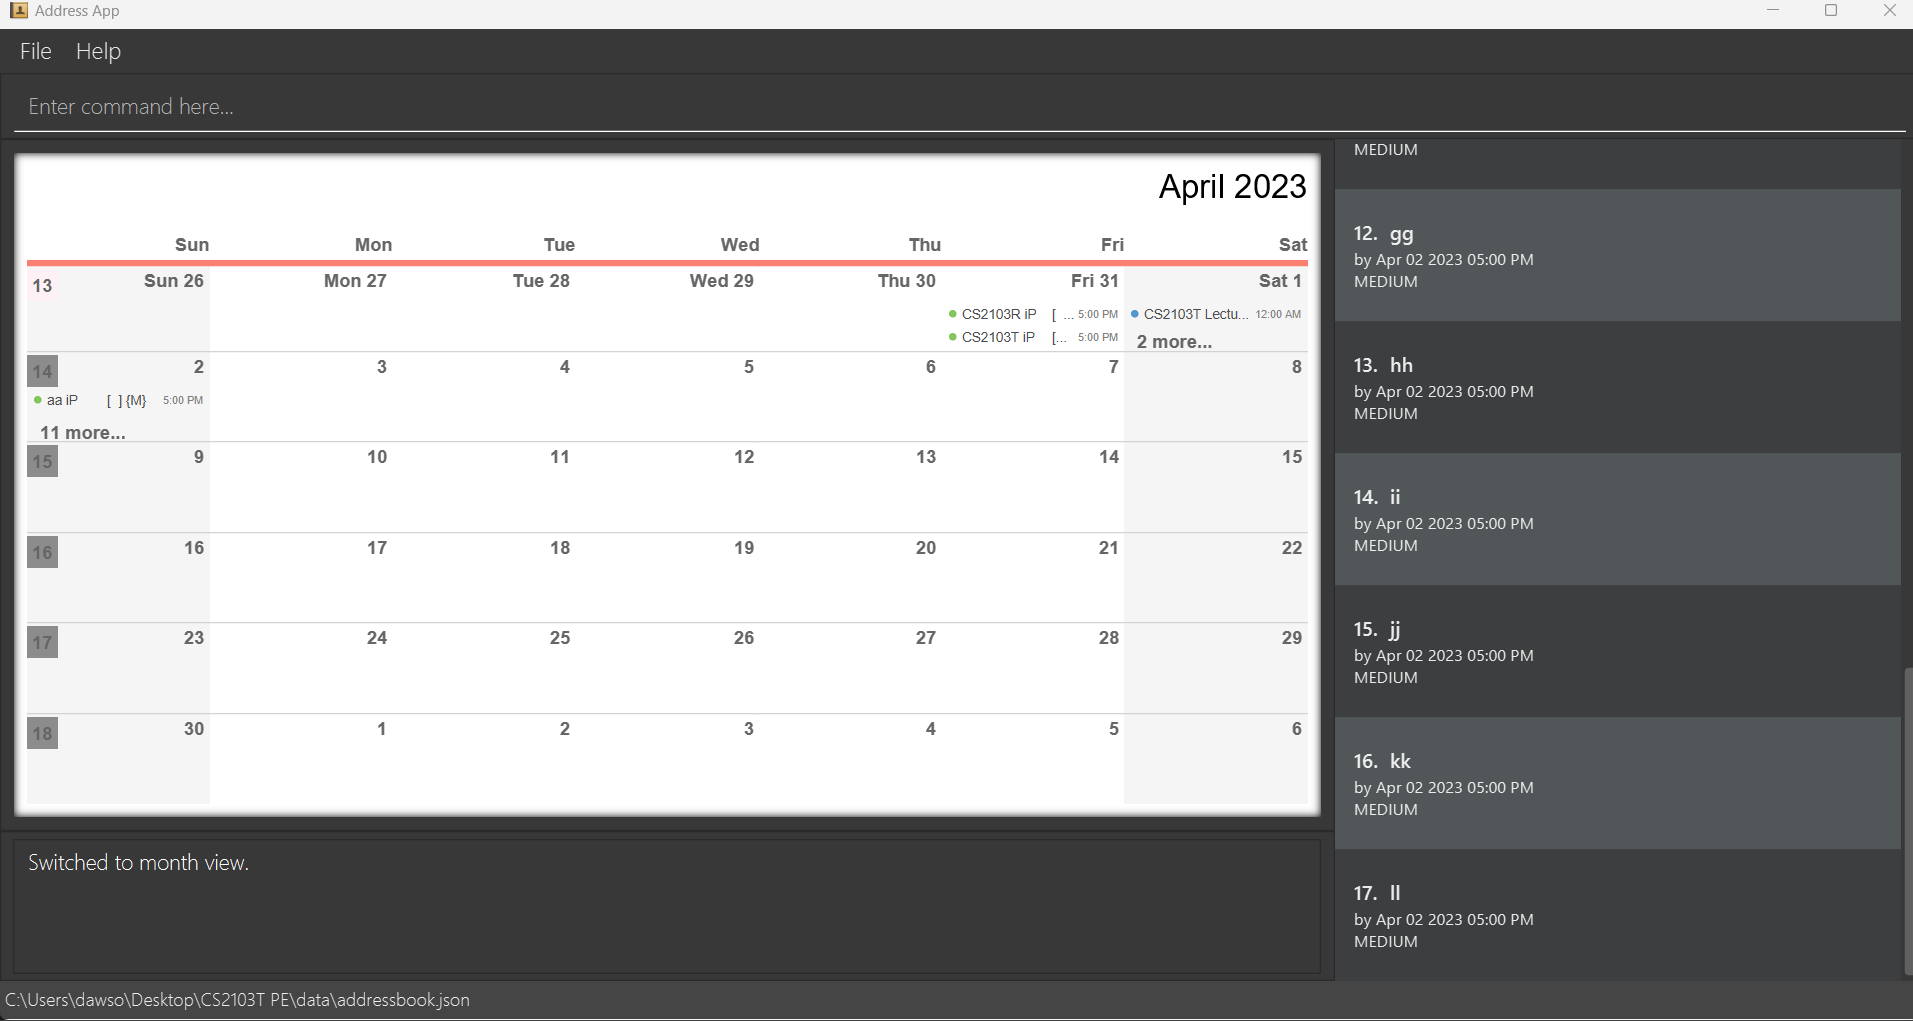 Address App
File Help
Enter command here...
April 2023
Sun Mon Tue Wed Thu Fri Sat
13 Sun 26 Mon 27 Tue 28 Wed 29 Thu 30 Fri 31 Sat 1
CS2103R iP [ ... 5:00 PM CS2103T Lectu... 12:00 AM
CS2103T iP [... 5:00 PM 2 more...
14 2 3 4 5 6 7 8
aa iP [ ] {M} 5:00 PM
11 more...
15 9 10 11 12 13 14 15
16 16 17 18 19 20 21 22
17 23 24 25 26 27 28 29
18 30 1 2 3 4 5 6
Switched to month view.
MEDIUM
12. gg
by Apr 02 2023 05:00 PM
MEDIUM
13. hh
by Apr 02 2023 05:00 PM
MEDIUM
14. ii
by Apr 02 2023 05:00 PM
MEDIUM
15. jj
by Apr 02 2023 05:00 PM
MEDIUM
16. kk
by Apr 02 2023 05:00 PM
MEDIUM
17. ll
by Apr 02 2023 05:00 PM
MEDIUM
C:\Users\dawso\Desktop\CS2103T PE\data\addressbook.json